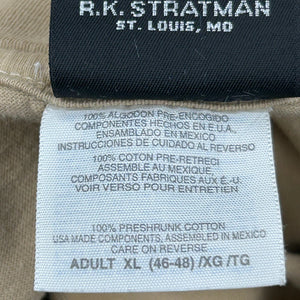 R.K. STRATMAN
ST. LOUIS, MO
100% ALGODON PRE-ENCOGIDO
COMPONENTES HECHOS EN E.U.A.
ENSAMBLADO EN MEXICO
INSTRUCCIONES DE CUIDADO AL REVERSO
100% COTON PRE-RETRECI
ASSEMBLE AU MEXIQUE
COMPOSANTS FABRIQUES AUX É.-U.
VOIR VERSO POUR ENTRETIEN
100% PRESHRUNK COTTON
USA MADE COMPONENTS, ASSEMBLED IN MEXICO
CARE ON REVERSE
ADULT XL (46-48) /XG /TG